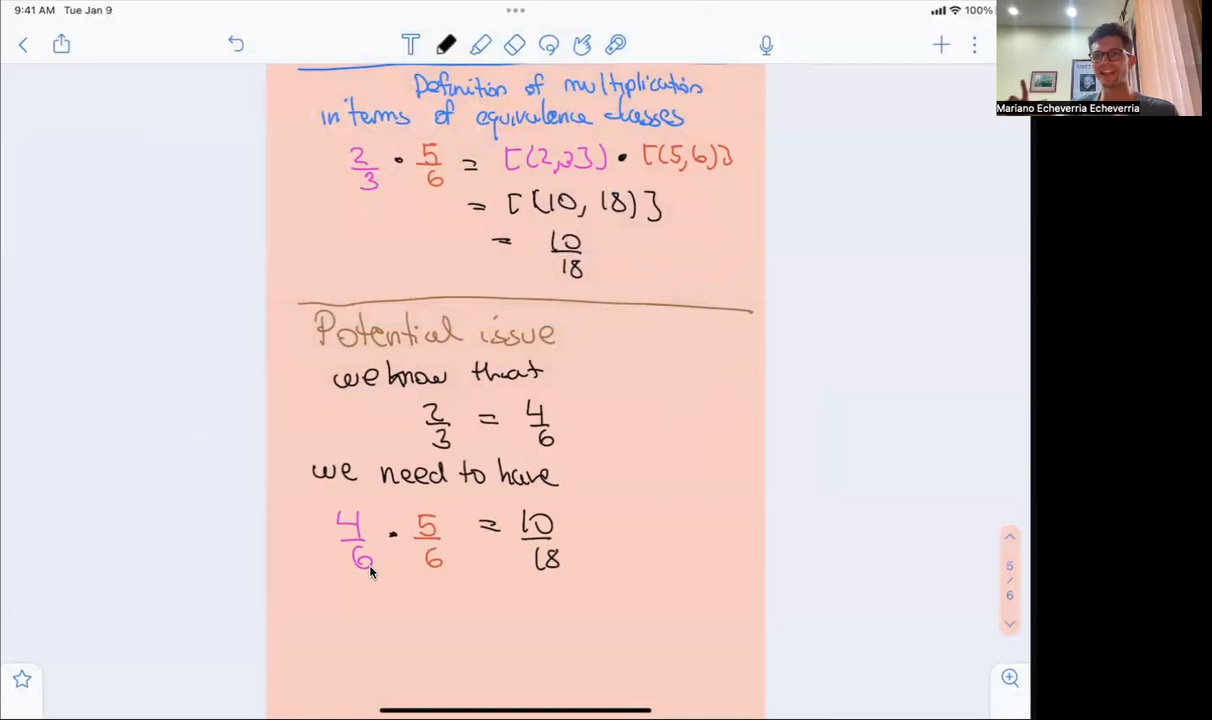 9:41 AM Tue Jan 9
100%
T
Mariano Echeverria Echeverria
Definition of multiplication
in terms of equivalence classes
2/3 · 5/6 = [(2,3)] · [(5,6)]
= [(10, 18)]
= 10/18
Potential issue
we know that
2/3 = 4/6
we need to have
4/6 · 5/6 = 10/18
5
/
6